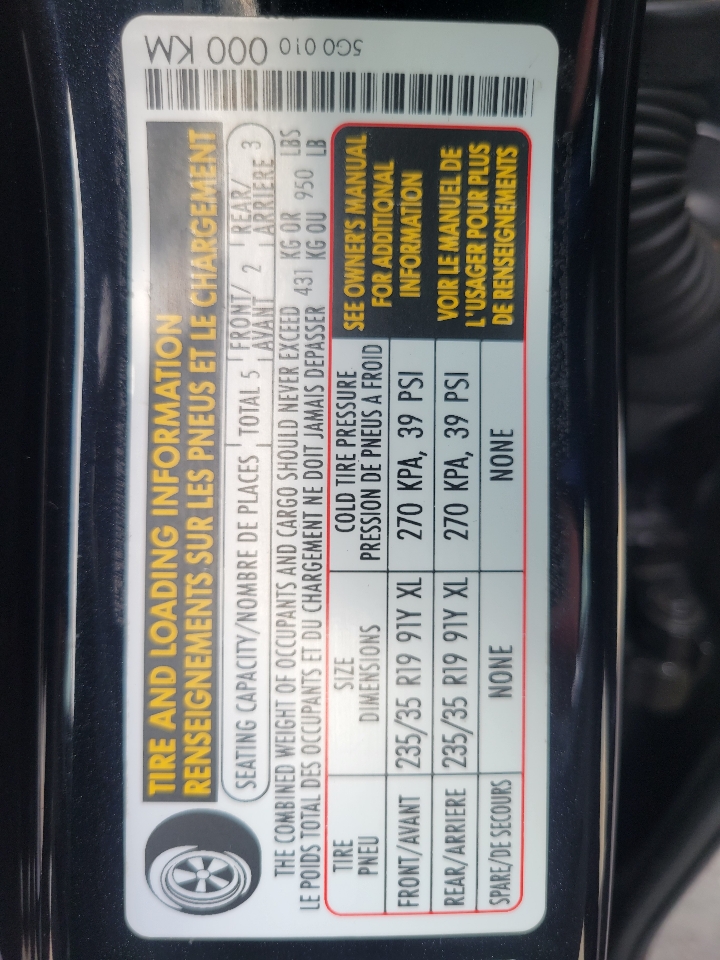 5G0 010 000 KM
TIRE AND LOADING INFORMATION
RENSEIGNEMENTS SUR LES PNEUS ET LE CHARGEMENT
SEATING CAPACITY/NOMBRE DE PLACES TOTAL 5 FRONT/AVANT 2 REAR/ARRIERE 3
THE COMBINED WEIGHT OF OCCUPANTS AND CARGO SHOULD NEVER EXCEED 431 KG OR 950 LBS
LE POIDS TOTAL DES OCCUPANTS ET DU CHARGEMENT NE DOIT JAMAIS DEPASSER KG OU LB
TIRE SIZE COLD TIRE PRESSURE
PNEU DIMENSIONS PRESSION DE PNEUS A FROID
FRONT/AVANT 235/35 R19 91Y XL 270 KPA, 39 PSI
REAR/ARRIERE 235/35 R19 91Y XL 270 KPA, 39 PSI
SPARE/DE SECOURS NONE NONE
SEE OWNER'S MANUAL
FOR ADDITIONAL
INFORMATION
VOIR LE MANUEL DE
L'USAGER POUR PLUS
DE RENSEIGNEMENTS